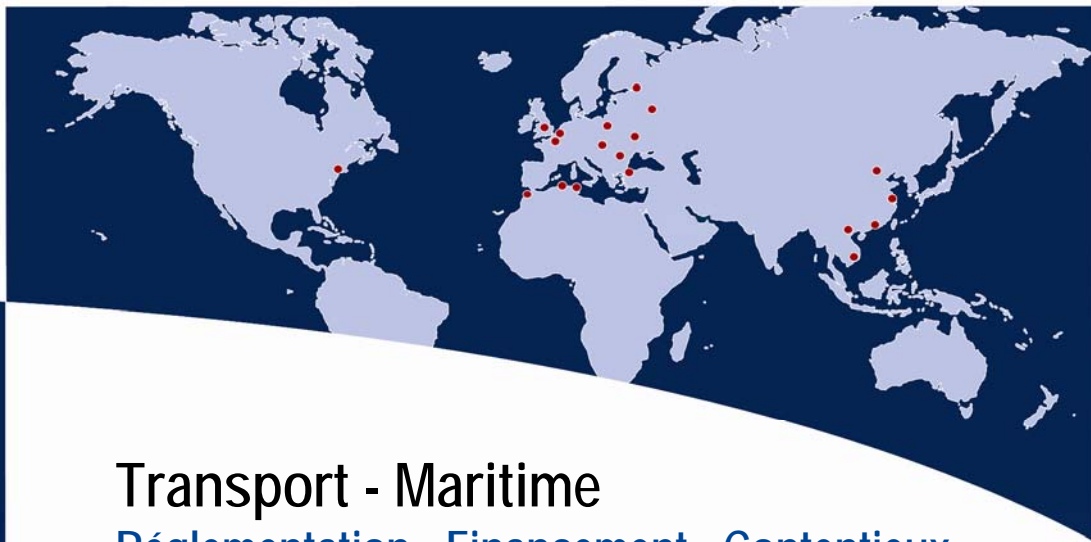 Transport - Maritime
Réglementation - Financement - Contentieux